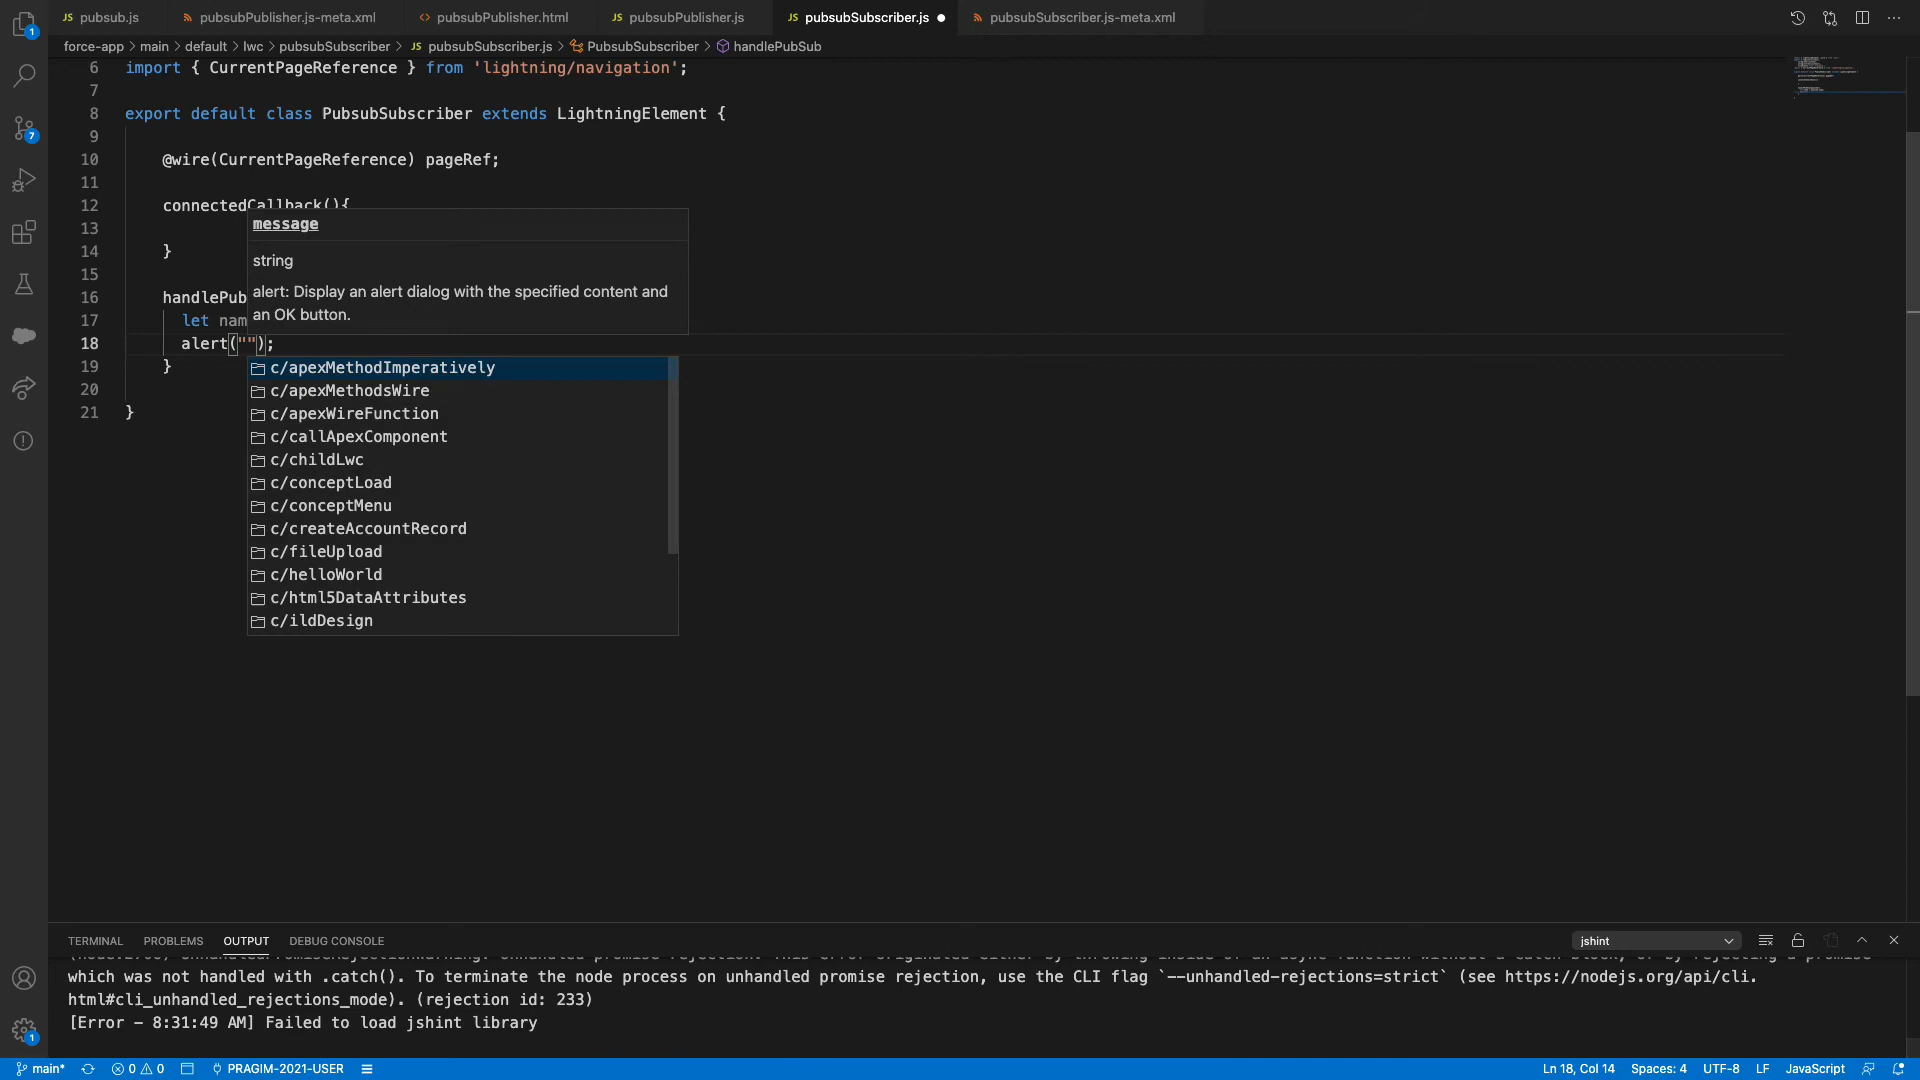 JS pubsub.js pubsubPublisher.js-meta.xml <> pubsubPublisher.html JS pubsubPublisher.js JS pubsubSubscriber.js pubsubSubscriber.js-meta.xml
force-app > main > default > lwc > pubsubSubscriber > JS pubsubSubscriber.js > PubsubSubscriber > handlePubSub
6 import { CurrentPageReference } from 'lightning/navigation';
7
8 export default class PubsubSubscriber extends LightningElement {
9
10 @wire(CurrentPageReference) pageRef;
11
12 connectedCallback(){
13
message
14 }
string
15
alert: Display an alert dialog with the specified content and
an OK button.
16 handlePub
17 let nam
18 alert("");
19 }
20
21 }
c/apexMethodImperatively
c/apexMethodsWire
c/apexWireFunction
c/callApexComponent
c/childLwc
c/conceptLoad
c/conceptMenu
c/createAccountRecord
c/fileUpload
c/helloWorld
c/html5DataAttributes
c/ildDesign
1
7
1
TERMINAL PROBLEMS OUTPUT DEBUG CONSOLE jshint
which was not handled with .catch(). To terminate the node process on unhandled promise rejection, use the CLI flag `--unhandled-rejections=strict` (see https://nodejs.org/api/cli.
html#cli_unhandled_rejections_mode). (rejection id: 233)
[Error - 8:31:49 AM] Failed to load jshint library
main* 0 0 PRAGIM-2021-USER Ln 18, Col 14 Spaces: 4 UTF-8 LF JavaScript